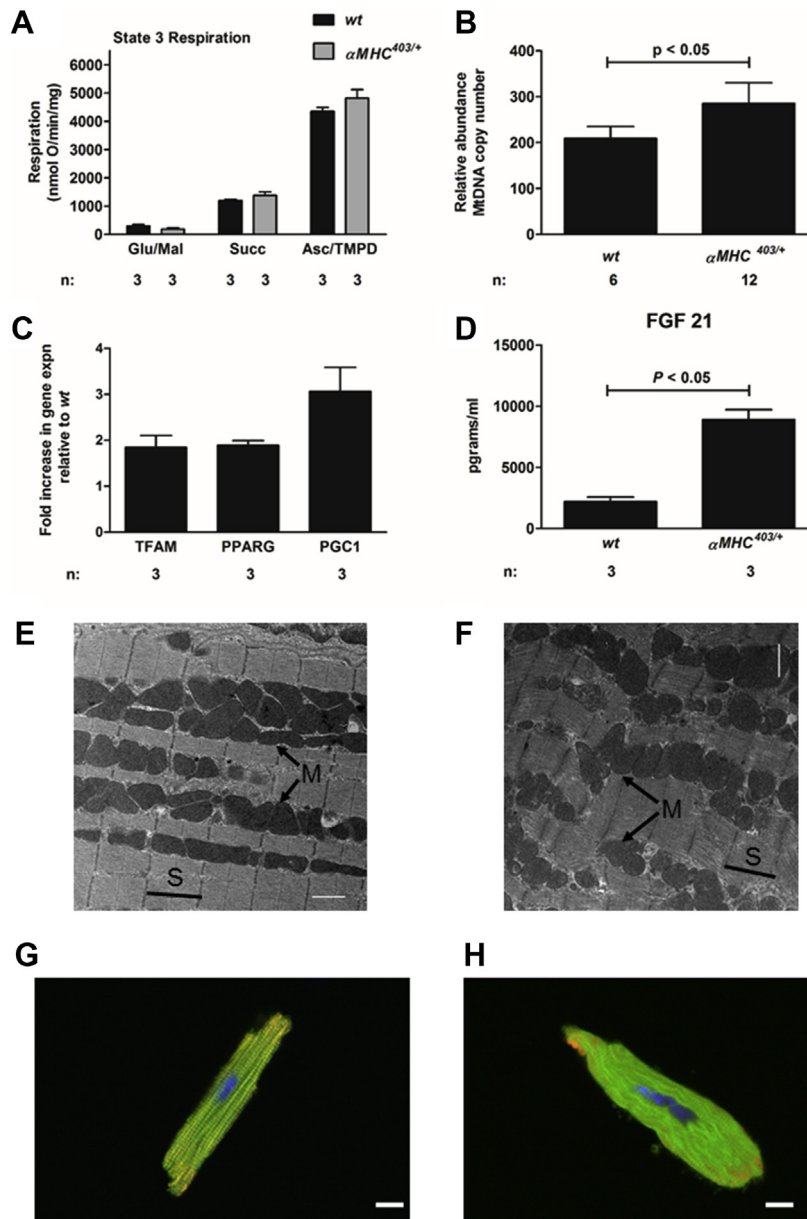 A
State 3 Respiration
wt
αMHC403/+
Respiration
(nmol O/min/mg)
6000
5000
4000
3000
2000
1000
0
Glu/Mal Succ Asc/TMPD
n: 3 3 3 3 3 3
B
p < 0.05
Relative abundance
MtDNA copy number
400
300
200
100
0
wt αMHC 403/+
n: 6 12
C
Fold increase in gene expn
relative to wt
4
3
2
1
0
TFAM PPARG PGC1
n: 3 3 3
D
FGF 21
P < 0.05
pgrams/ml
15000
10000
5000
0
wt αMHC403/+
n: 3 3
E
M
S
F
M
S
G
H